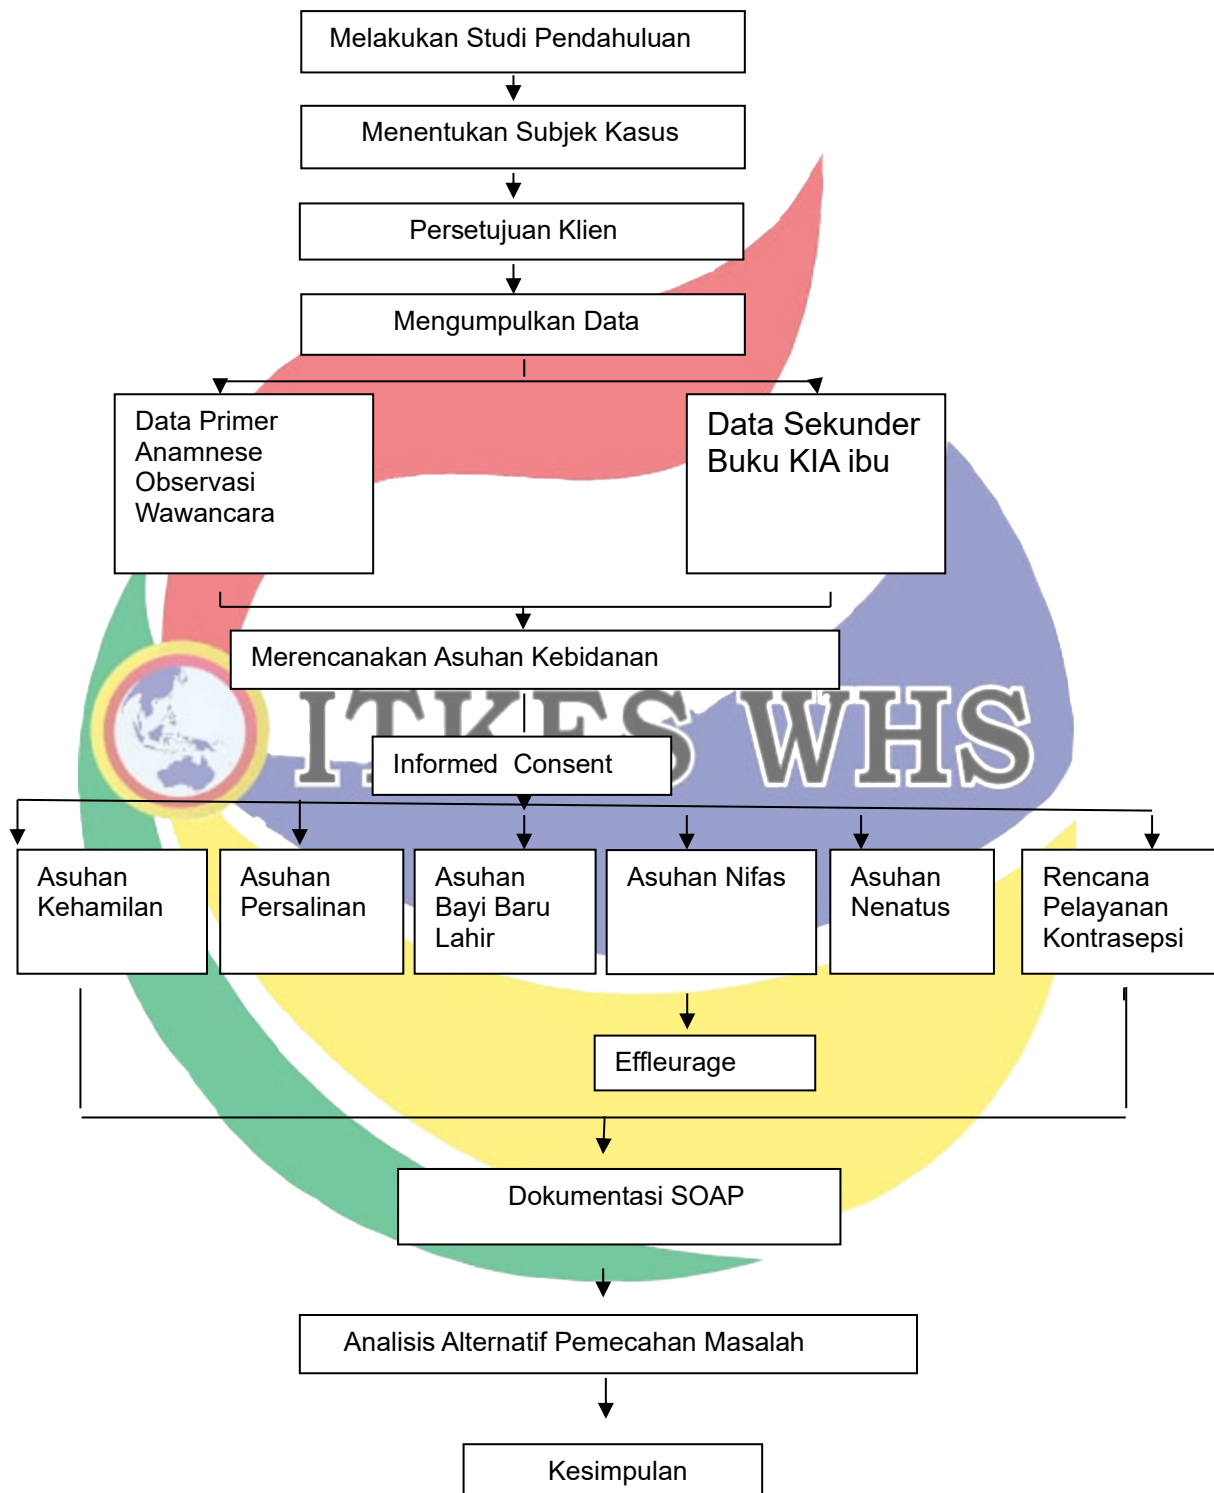 Melakukan Studi Pendahuluan
Menentukan Subjek Kasus
Persetujuan Klien
Mengumpulkan Data
Data Primer
Anamnese
Observasi
Wawancara
Data Sekunder
Buku KIA ibu
Merencanakan Asuhan Kebidanan
ITKES WHS
Informed Consent
Asuhan
Kehamilan
Asuhan
Persalinan
Asuhan
Bayi Baru
Lahir
Asuhan Nifas
Asuhan
Nenatus
Rencana
Pelayanan
Kontrasepsi
Effleurage
Dokumentasi SOAP
Analisis Alternatif Pemecahan Masalah
Kesimpulan